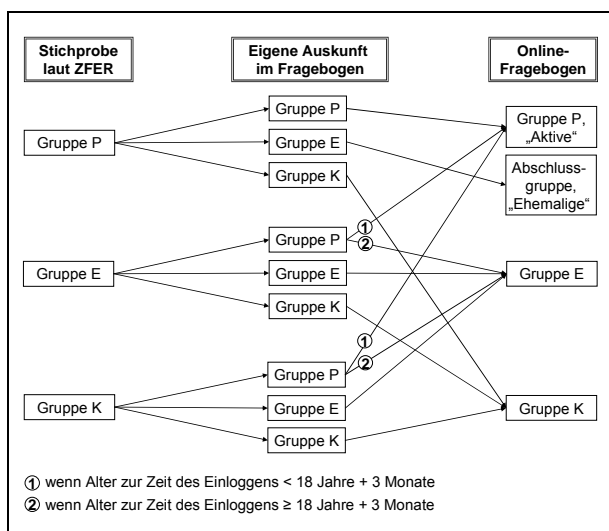 Stichprobe
laut ZFER
Eigene Auskunft
im Fragebogen
Online-
Fragebogen
Gruppe P
Gruppe P
Gruppe E
Gruppe K
Gruppe P,
„Aktive“
Abschluss-
gruppe,
„Ehemalige“
Gruppe E
Gruppe P
Gruppe E
Gruppe K
1
2
Gruppe E
Gruppe K
Gruppe P
Gruppe E
Gruppe K
1
2
Gruppe K
1 wenn Alter zur Zeit des Einloggens < 18 Jahre + 3 Monate
2 wenn Alter zur Zeit des Einloggens ≥ 18 Jahre + 3 Monate